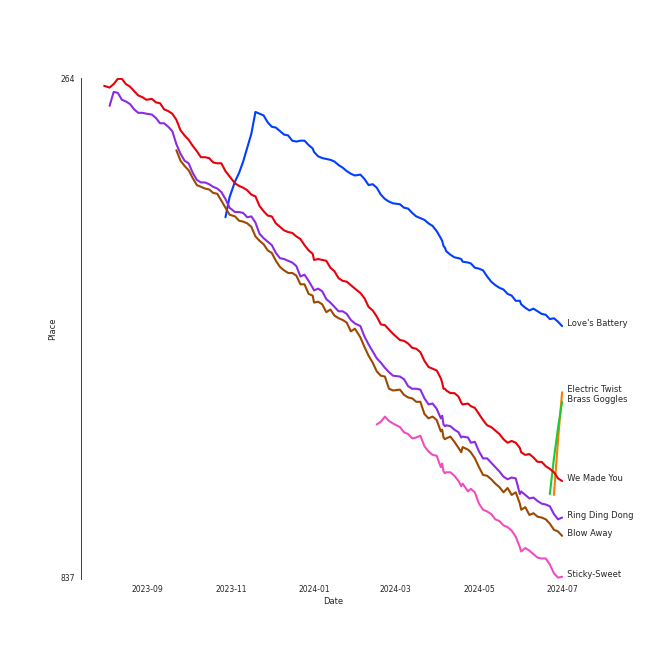 264
Love's Battery
Place
Electric Twist
Brass Goggles
We Made You
Ring Ding Dong
Blow Away
Sticky-Sweet
837
2023-09 2023-11 2024-01 2024-03 2024-05 2024-07
Date